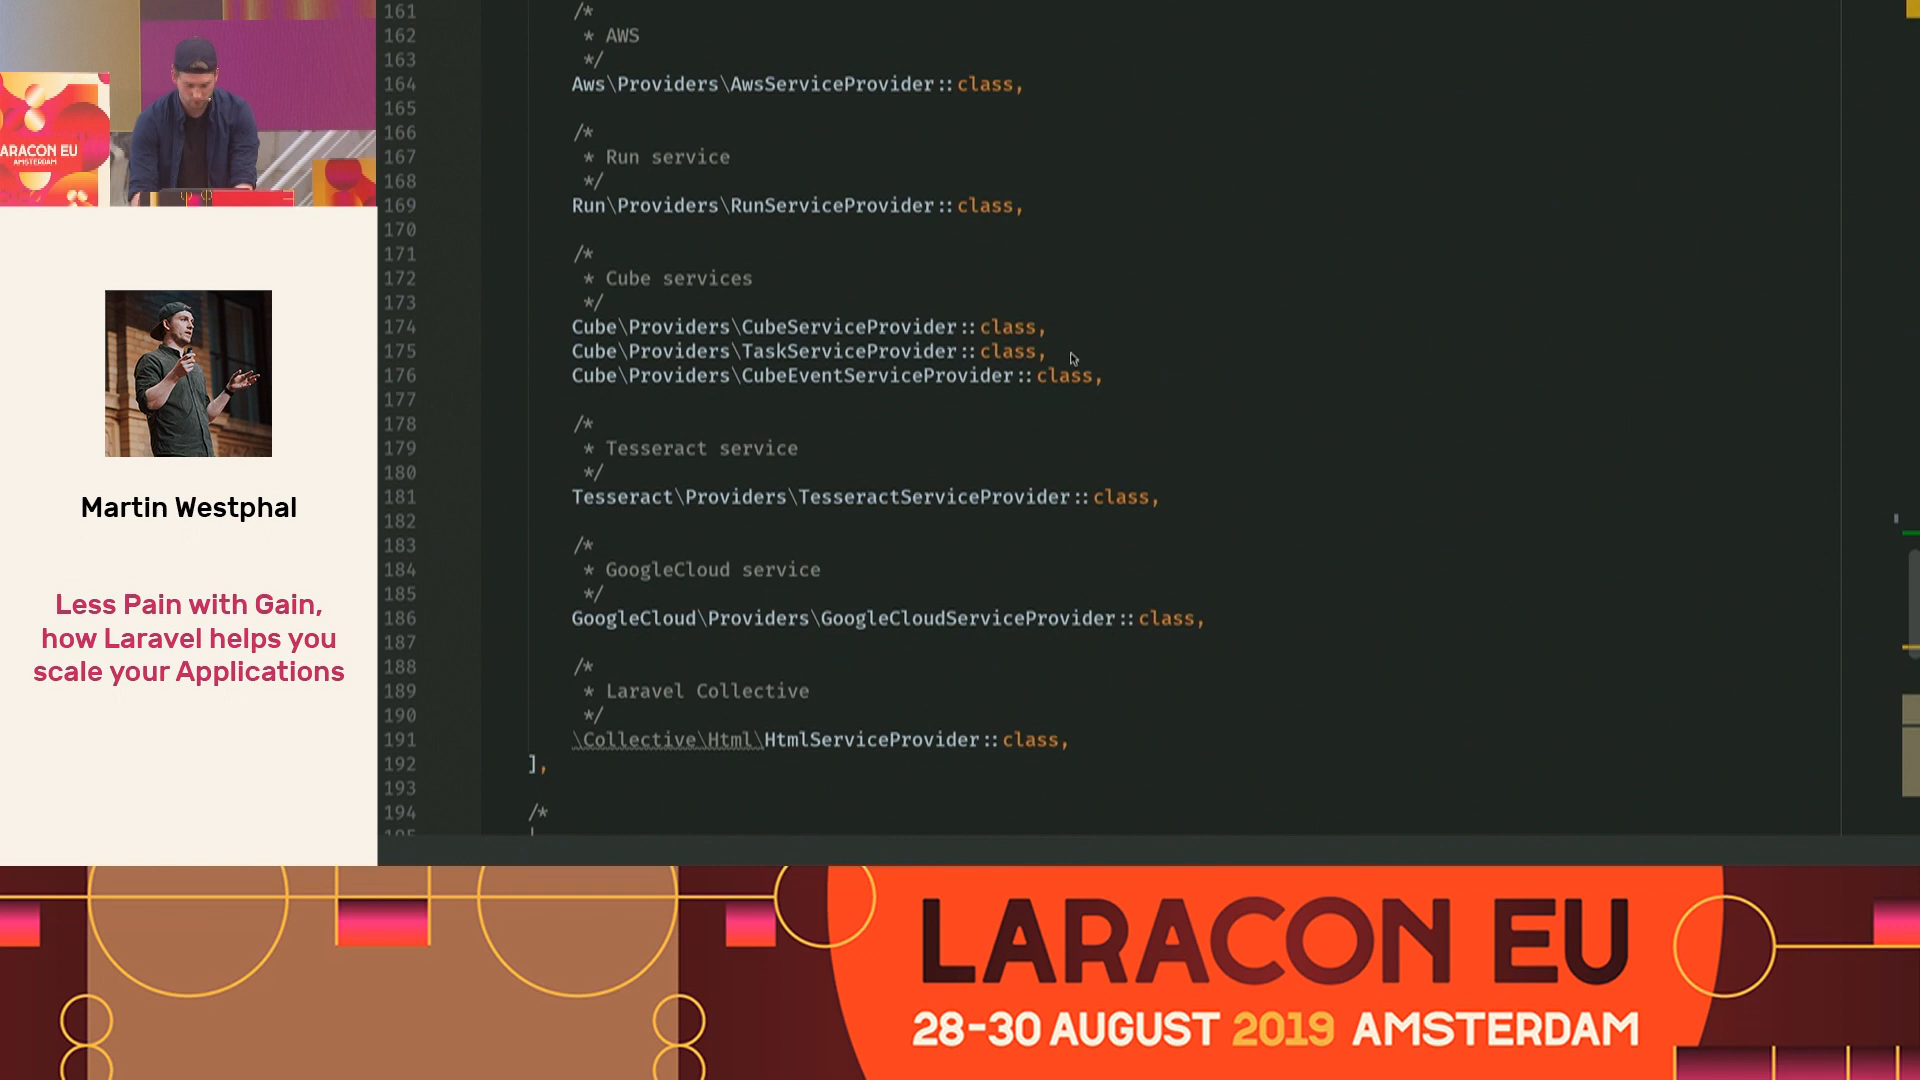 ARACON EU
AMSTERDAM
Martin Westphal
Less Pain with Gain,
how Laravel helps you
scale your Applications
161 /*
162 * AWS
163 */
164 Aws\Providers\AwsServiceProvider::class,
165
166 /*
167 * Run service
168 */
169 Run\Providers\RunServiceProvider::class,
170
171 /*
172 * Cube services
173 */
174 Cube\Providers\CubeServiceProvider::class,
175 Cube\Providers\TaskServiceProvider::class,
176 Cube\Providers\CubeEventServiceProvider::class,
177
178 /*
179 * Tesseract service
180 */
181 Tesseract\Providers\TesseractServiceProvider::class,
182
183 /*
184 * GoogleCloud service
185 */
186 GoogleCloud\Providers\GoogleCloudServiceProvider::class,
187
188 /*
189 * Laravel Collective
190 */
191 \Collective\Html\HtmlServiceProvider::class,
192 ],
193
194 /*
195 |
LARACON EU
28-30 AUGUST 2019 AMSTERDAM